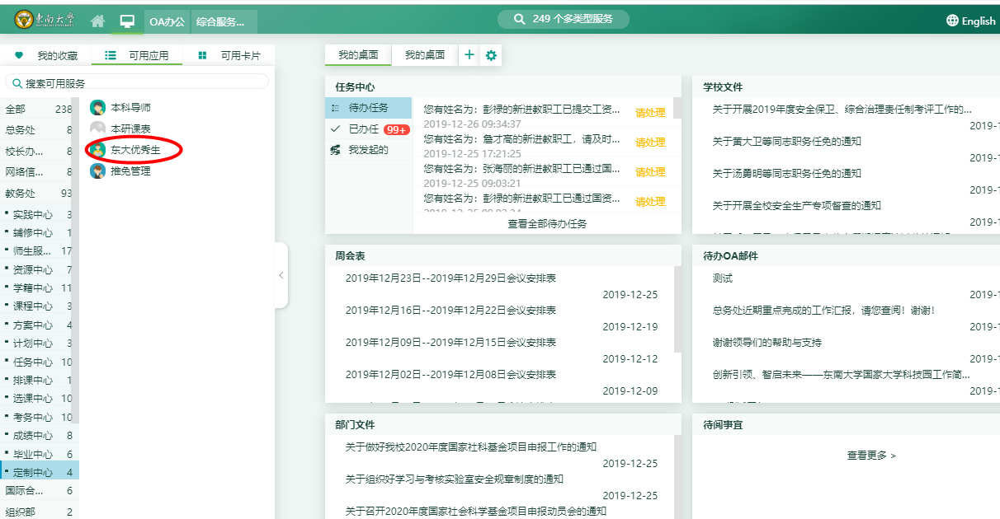 東南大學
OA办公
综合服务...
249 个多类型服务
English
我的收藏
可用应用
可用卡片
搜索可用服务
全部 238
总务处 8
校长办... 8
网络信... 8
教务处 93
实践中心 3
辅修中心 1
师生服... 17
资源中心 7
学籍中心 11
课程中心 3
方案中心 4
计划中心 3
任务中心 10
排课中心 1
选课中心 10
考务中心 10
成绩中心 8
毕业中心 6
定制中心 4
国际合... 6
组织部 2
本科导师
本研课表
东大优秀生
推免管理
我的桌面
我的桌面
任务中心
待办任务
已办任 99+
我发起的
您有姓名为：彭禄的新进教职工已提交工资... 请处理
2019-12-26 09:34:37
您有姓名为：詹才高的新进教职工，请及时... 请处理
2019-12-25 17:21:25
您有姓名为：张海丽的新进教职工已通过国... 请处理
2019-12-25 09:03:21
您有姓名为：彭禄的新进教职工已通过国资... 请处理
查看全部待办任务
学校文件
关于开展2019年度安全保卫、综合治理责任制考评工作的...
2019-1
关于黄大卫等同志职务任免的通知
2019-1
关于汤勇明等同志职务任免的通知
2019-1
关于开展全校安全生产专项督查的通知
2019-1
周会表
2019年12月23日--2019年12月29日会议安排表
2019-12-25
2019年12月16日--2019年12月22日会议安排表
2019-12-19
2019年12月09日--2019年12月15日会议安排表
2019-12-12
2019年12月02日--2019年12月08日会议安排表
2019-12-09
待办OA邮件
测试
2019-1
总务处近期重点完成的工作汇报，请您查阅！谢谢！
2019-1
谢谢领导们的帮助与支持
2019-1
创新引领、智启未来——东南大学国家大学科技园工作简...
2019-1
部门文件
关于做好我校2020年度国家社科基金项目申报工作的通知
2019-12-25
关于组织好学习与考核实验室安全规章制度的通知
2019-12-25
关于召开2020年度国家社会科学基金项目申报动员会的通知
待阅事宜
查看更多 >